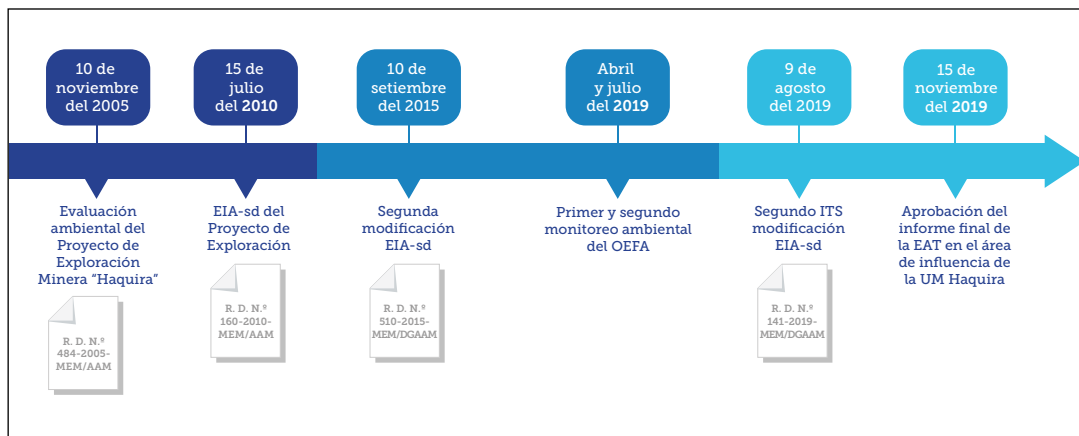 10 de
noviembre
del 2005
15 de
julio
del 2010
10 de
setiembre
del 2015
Abril
y julio
del 2019
9 de
agosto
del 2019
15 de
noviembre
del 2019
Evaluación
ambiental del
Proyecto de
Exploración
Minera “Haquira”
R. D. N.º
484-2005-
MEM/AAM
EIA-sd del
Proyecto de
Exploración
R. D. N.º
160-2010-
MEM/AAM
Segunda
modificación
EIA-sd
R. D. N.º
510-2015-
MEM/DGAAM
Primer y segundo
monitoreo ambiental
del OEFA
Segundo ITS
modificación
EIA-sd
R. D. N.º
141-2019-
MEM/DGAAM
Aprobación del
informe final de
la EAT en el área
de influencia de
la UM Haquira